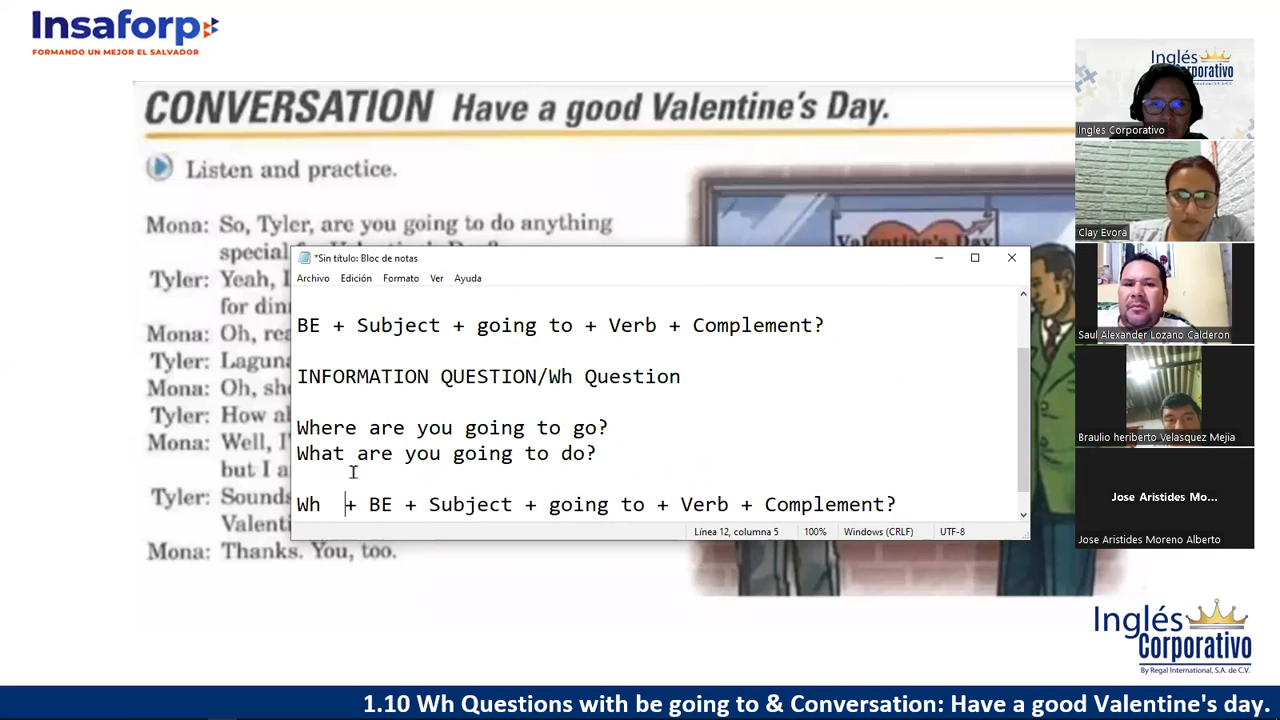 Insaforp
FORMANDO UN MEJOR EL SALVADOR
CONVERSATION Have a good Valentine's Day.
Listen and practice.
Mona: So, Tyler, are you going to do anything
special
Tyler: Yeah, I
for din
Mona: Oh, rea
Tyler: Laguna
Mona: Oh, sh
Tyler: How a
Mona: Well, I'
but I a
Tyler: Sounds
Valenti
Mona: Thanks. You, too.
Valentine's Day
*Sin título: Bloc de notas
Archivo Edición Formato Ver Ayuda
BE + Subject + going to + Verb + Complement?
INFORMATION QUESTION/Wh Question
Where are you going to go?
What are you going to do?
Wh + BE + Subject + going to + Verb + Complement?
Línea 12, columna 5 100% Windows (CRLF) UTF-8
Inglés
Corporativo
Ingles Corporativo
Clay Evora
Saul Alexander Lozano Calderon
Braulio heriberto Velasquez Mejia
Jose Aristides Mo...
Jose Aristides Moreno Alberto
Inglés
Corporativo
By Regal International, S.A. de C.V.
1.10 Wh Questions with be going to & Conversation: Have a good Valentine's day.